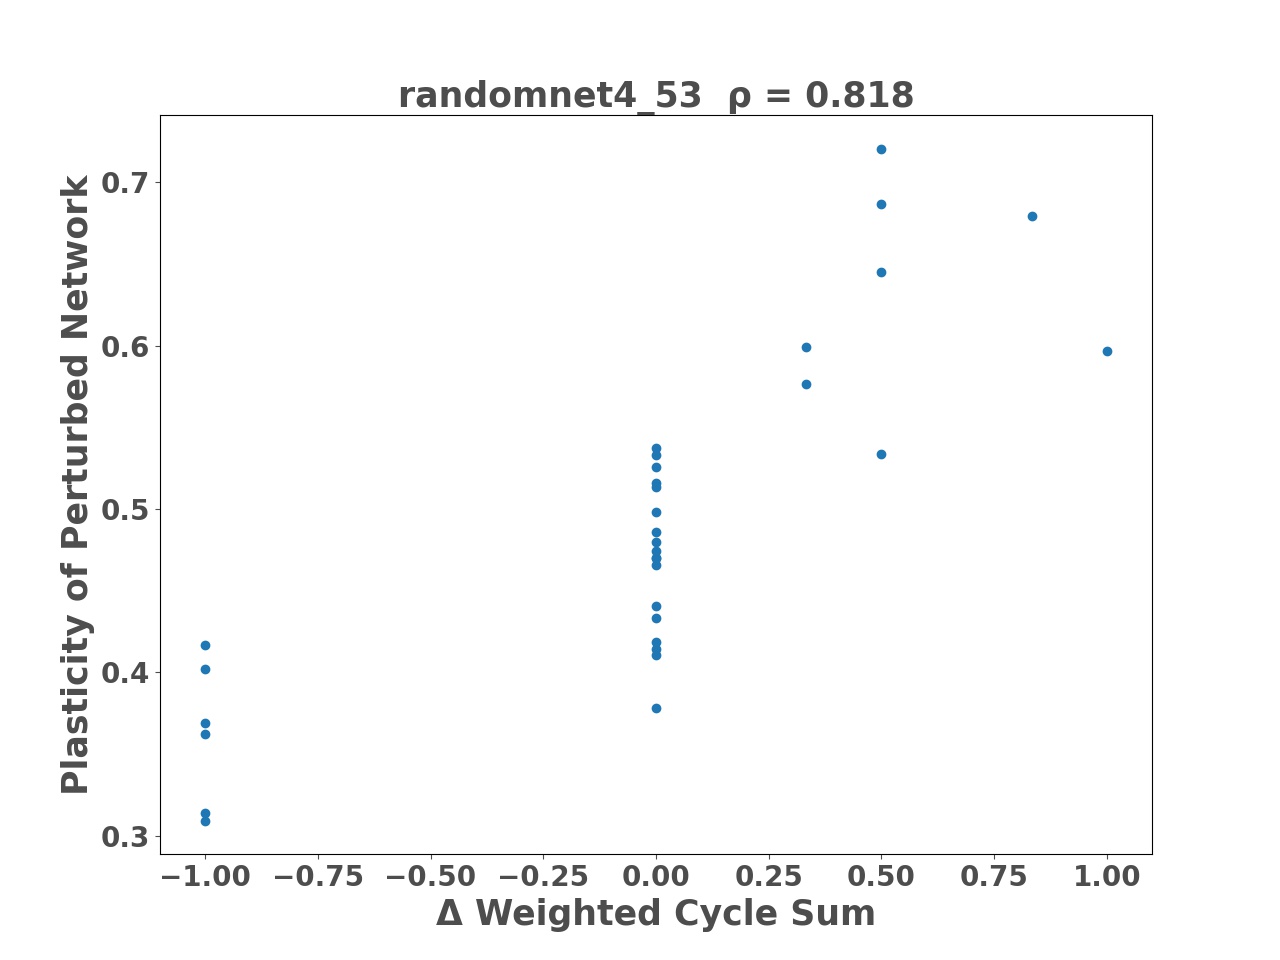 randomnet4_53  ρ = 0.818
Plasticity of Perturbed Network
0.7
0.6
0.5
0.4
0.3
−1.00 −0.75 −0.50 −0.25 0.00 0.25 0.50 0.75 1.00
Δ Weighted Cycle Sum